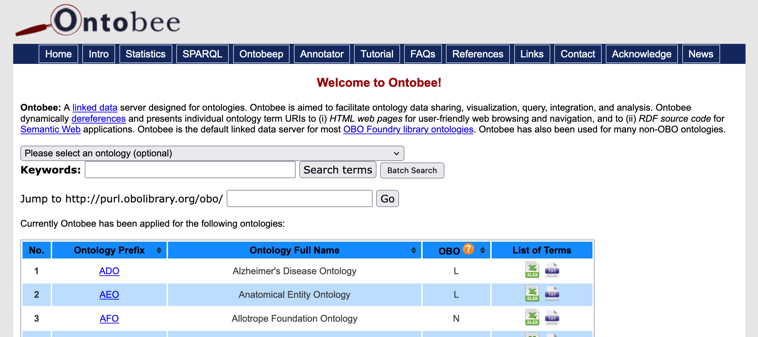 Ontobee
Home Intro Statistics SPARQL Ontobeep Annotator Tutorial FAQs References Links Contact Acknowledge News
Welcome to Ontobee!
Ontobee: A linked data server designed for ontologies. Ontobee is aimed to facilitate ontology data sharing, visualization, query, integration, and analysis. Ontobee
dynamically dereferences and presents individual ontology term URIs to (i) HTML web pages for user-friendly web browsing and navigation, and to (ii) RDF source code for
Semantic Web applications. Ontobee is the default linked data server for most OBO Foundry library ontologies. Ontobee has also been used for many non-OBO ontologies.
Please select an ontology (optional)
Keywords: Search terms Batch Search
Jump to http://purl.obolibrary.org/obo/ Go
Currently Ontobee has been applied for the following ontologies:
No. Ontology Prefix Ontology Full Name OBO ? List of Terms
1 ADO Alzheimer's Disease Ontology L XLSX TXT
2 AEO Anatomical Entity Ontology L XLSX TXT
3 AFO Allotrope Foundation Ontology N XLSX TXT